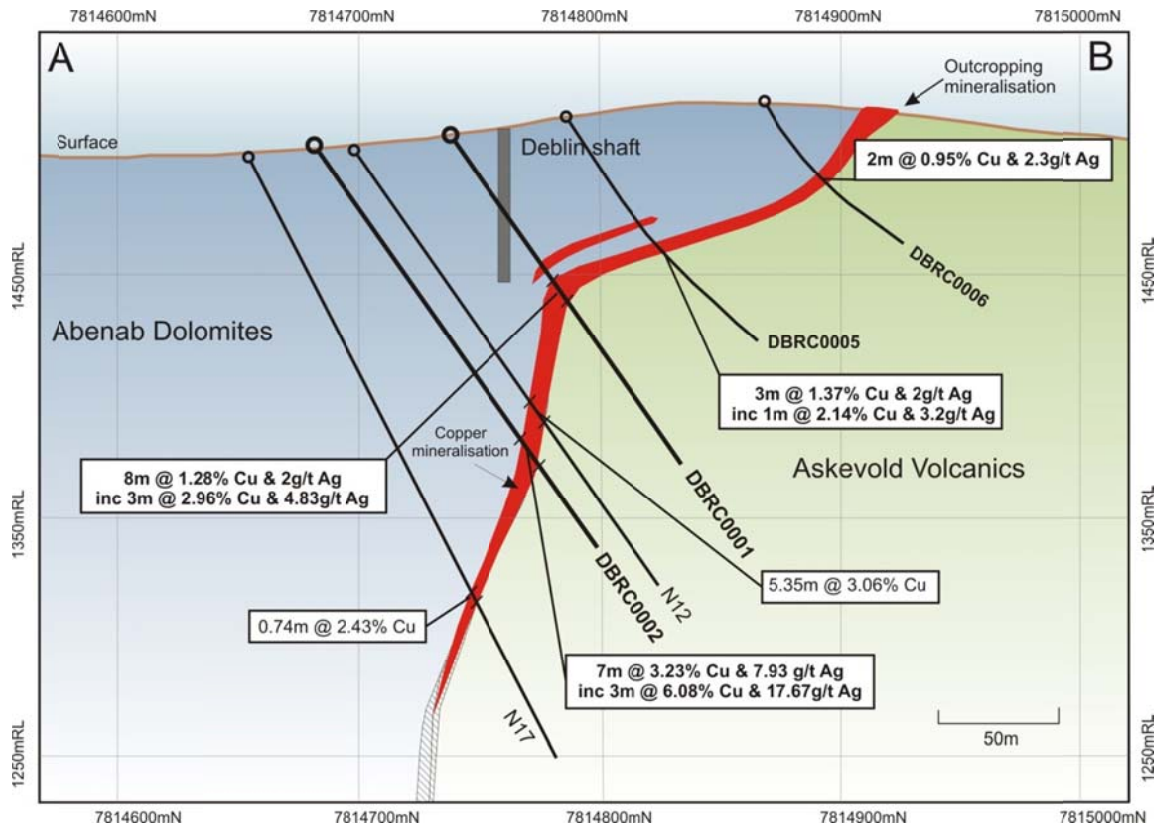 7814600mN 7814700mN 7814800mN 7814900mN 7815000mN
A
B
Outcropping
mineralisation
Surface
Deblin shaft
2m @ 0.95% Cu & 2.3g/t Ag
DBRC0006
1450mRL
1450mRL
Abenab Dolomites
DBRC0005
3m @ 1.37% Cu & 2g/t Ag
inc 1m @ 2.14% Cu & 3.2g/t Ag
Copper
mineralisation
Askevold Volcanics
8m @ 1.28% Cu & 2g/t Ag
inc 3m @ 2.96% Cu & 4.83g/t Ag
DBRC0001
1350mRL
1350mRL
5.35m @ 3.06% Cu
N12
DBRC0002
0.74m @ 2.43% Cu
7m @ 3.23% Cu & 7.93 g/t Ag
inc 3m @ 6.08% Cu & 17.67g/t Ag
N17
50m
1250mRL
1250mRL
7814600mN 7814700mN 7814800mN 7814900mN 7815000mN